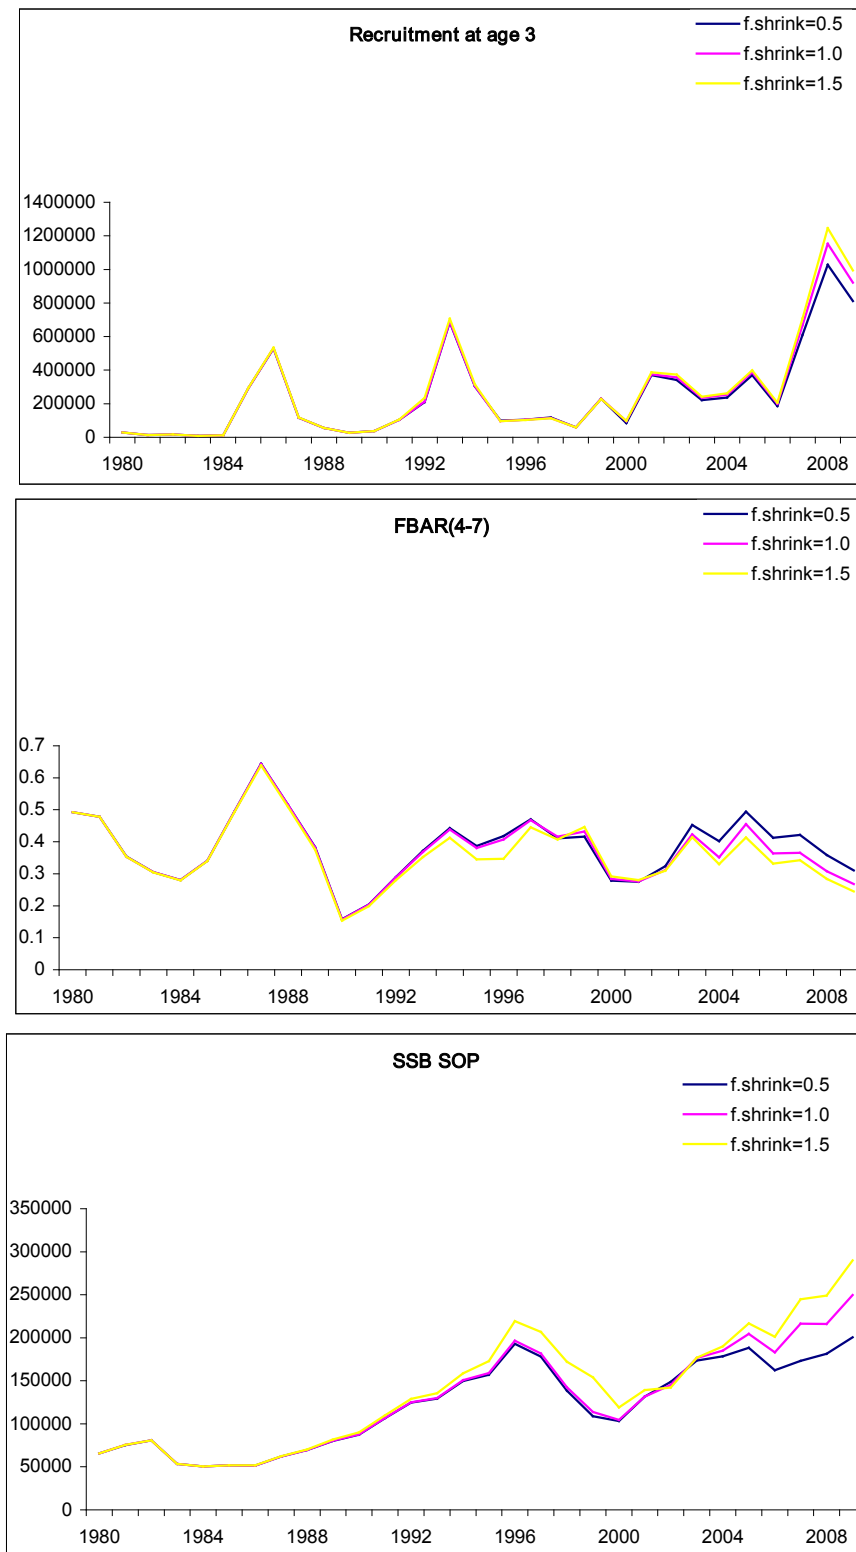 Recruitment at age 3
f.shrink=0.5
f.shrink=1.0
f.shrink=1.5
1400000
1200000
1000000
800000
600000
400000
200000
0
1980 1984 1988 1992 1996 2000 2004 2008
FBAR(4-7)
f.shrink=0.5
f.shrink=1.0
f.shrink=1.5
0.7
0.6
0.5
0.4
0.3
0.2
0.1
0
1980 1984 1988 1992 1996 2000 2004 2008
SSB SOP
f.shrink=0.5
f.shrink=1.0
f.shrink=1.5
350000
300000
250000
200000
150000
100000
50000
0
1980 1984 1988 1992 1996 2000 2004 2008